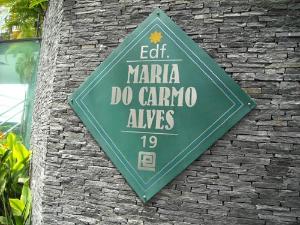 Edf.
MARIA
DO CARMO
ALVES
19